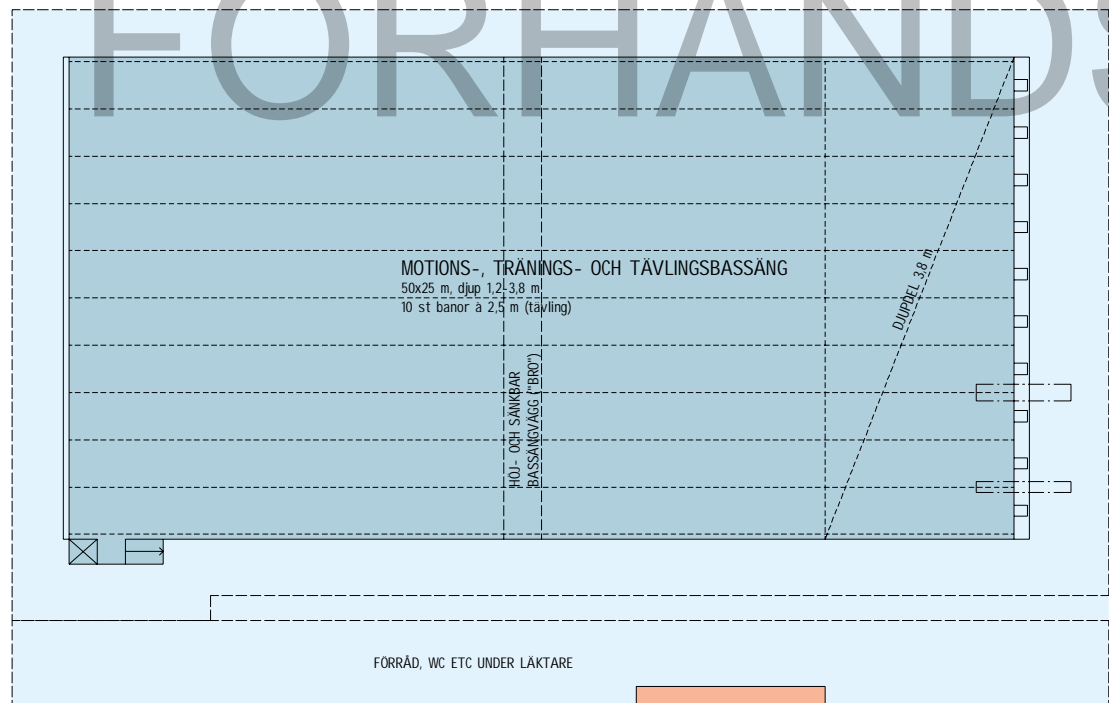 FÖRHANDS
MOTIONS-, TRÄNINGS- OCH TÄVLINGSBASSÄNG
50x25 m, djup 1,2-3,8 m
10 st banor à 2,5 m (tävling)
DJUPDEL 3,8 m
HÖJ- OCH SÄNKBAR
BASSÄNGVÄGG ("BRO")
FÖRRÅD, WC ETC UNDER LÄKTARE